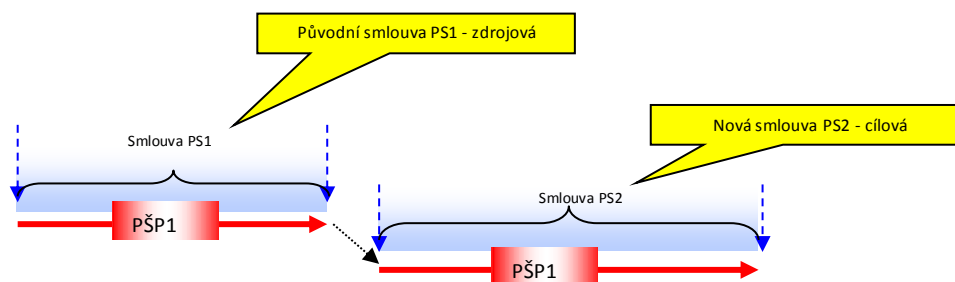 Původní smlouva PS1 - zdrojová
Smlouva PS1
PŠP1
Nová smlouva PS2 - cílová
Smlouva PS2
PŠP1